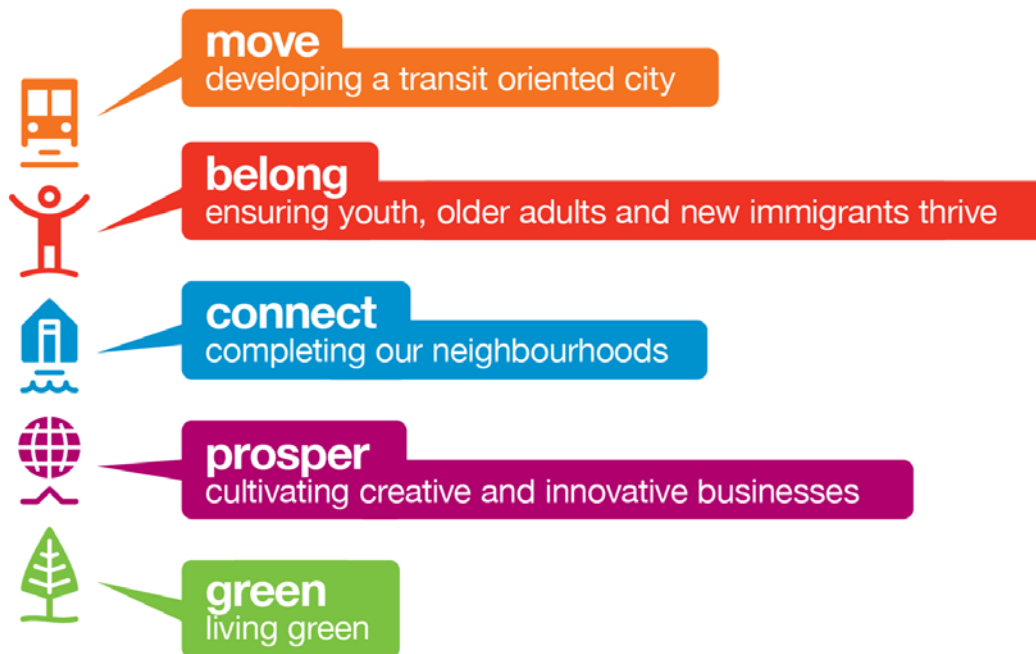 move
developing a transit oriented city
belong
ensuring youth, older adults and new immigrants thrive
connect
completing our neighbourhoods
prosper
cultivating creative and innovative businesses
green
living green